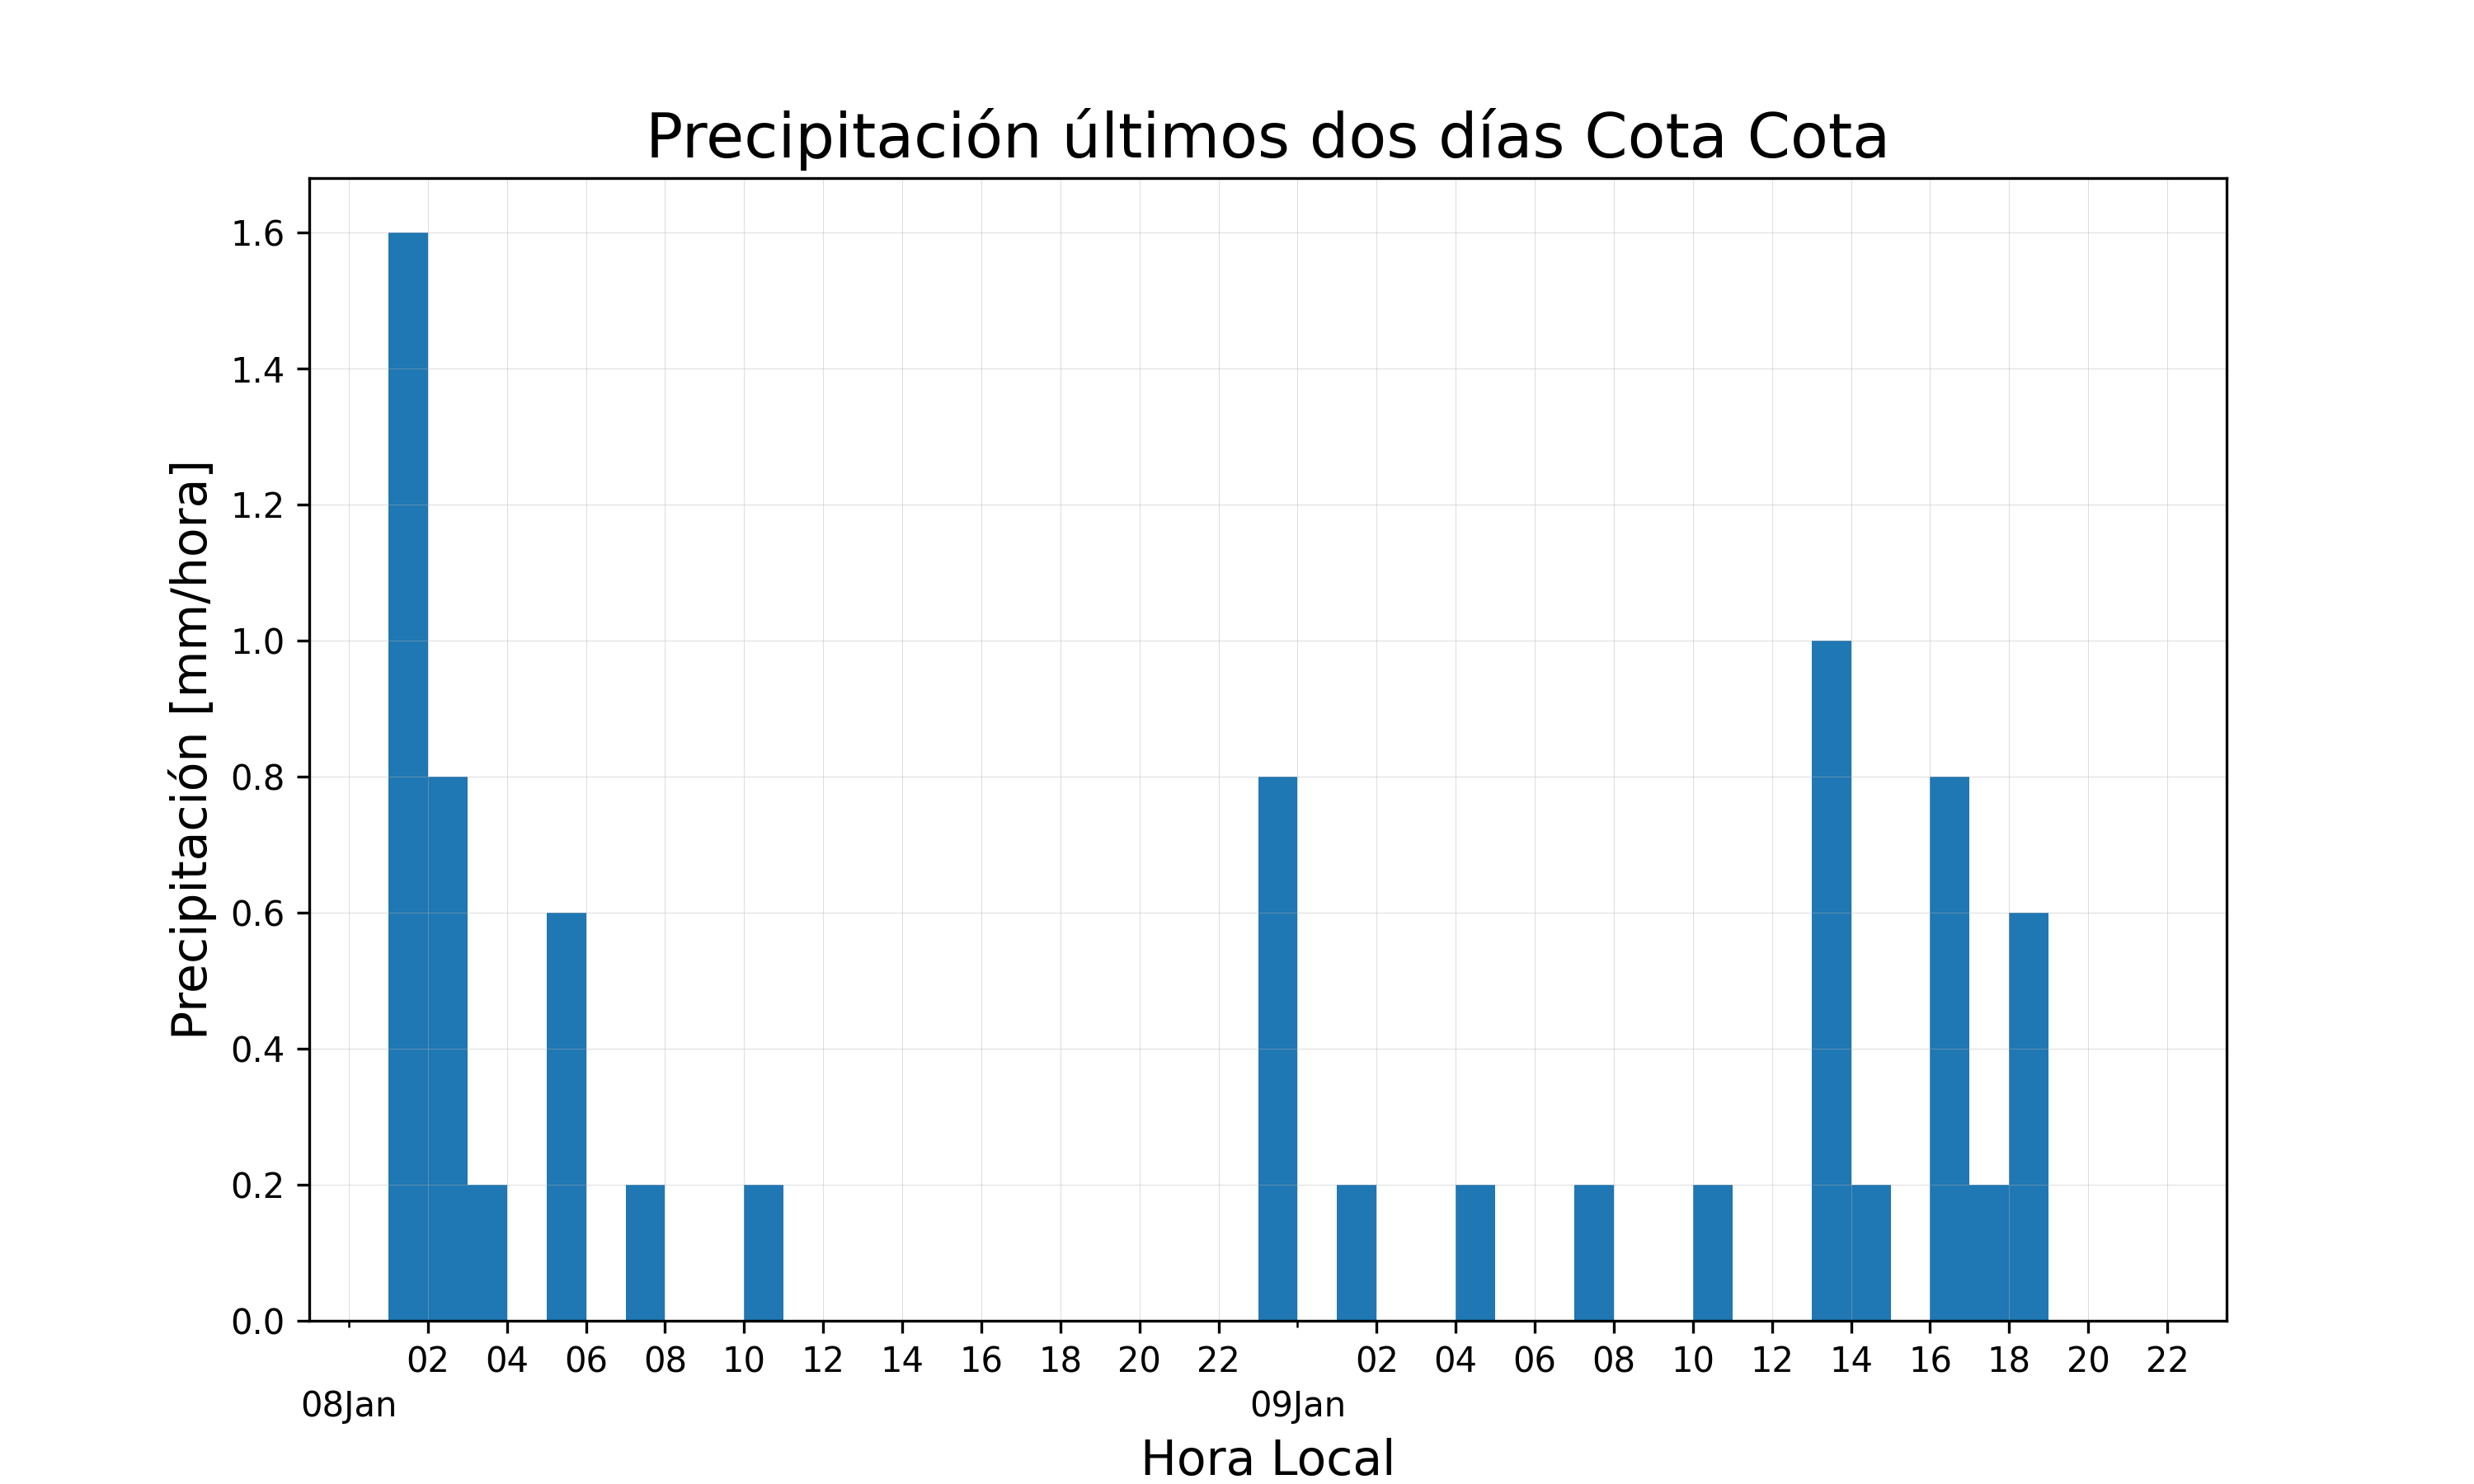 Precipitación últimos dos días Cota Cota
Precipitación [mm/hora]
1.6
1.4
1.2
1.0
0.8
0.6
0.4
0.2
0.0
02 04 06 08 10 12 14 16 18 20 22 02 04 06 08 10 12 14 16 18 20 22
08Jan 09Jan
Hora Local